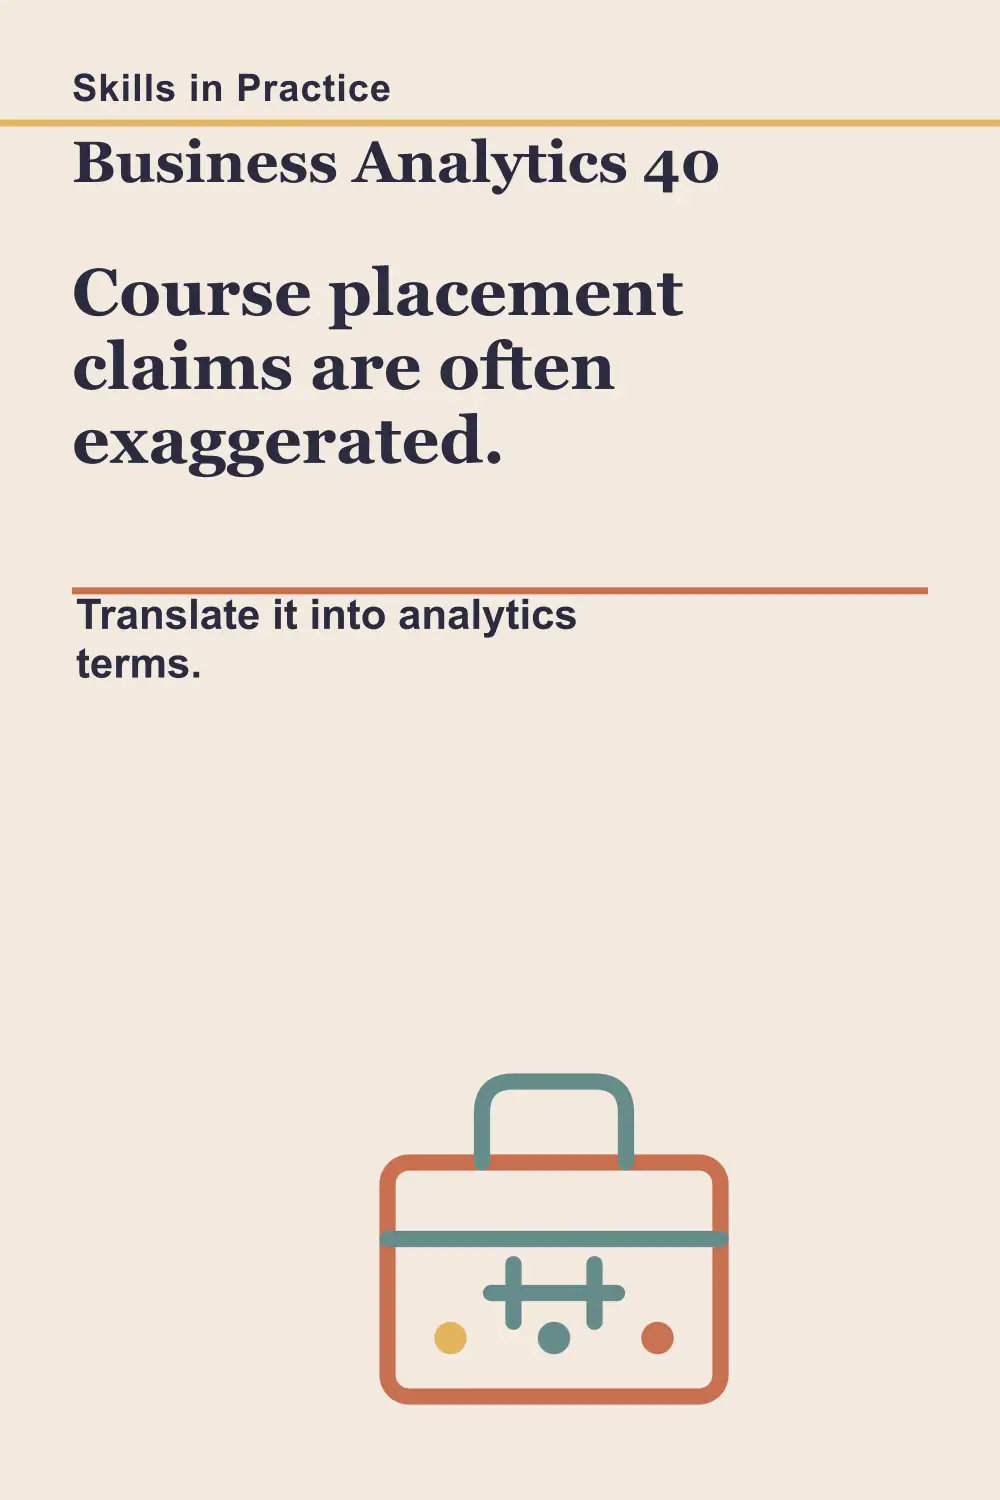 Skills in Practice
Business Analytics 40
Course placement
claims are often
exaggerated.
Translate it into analytics
terms.